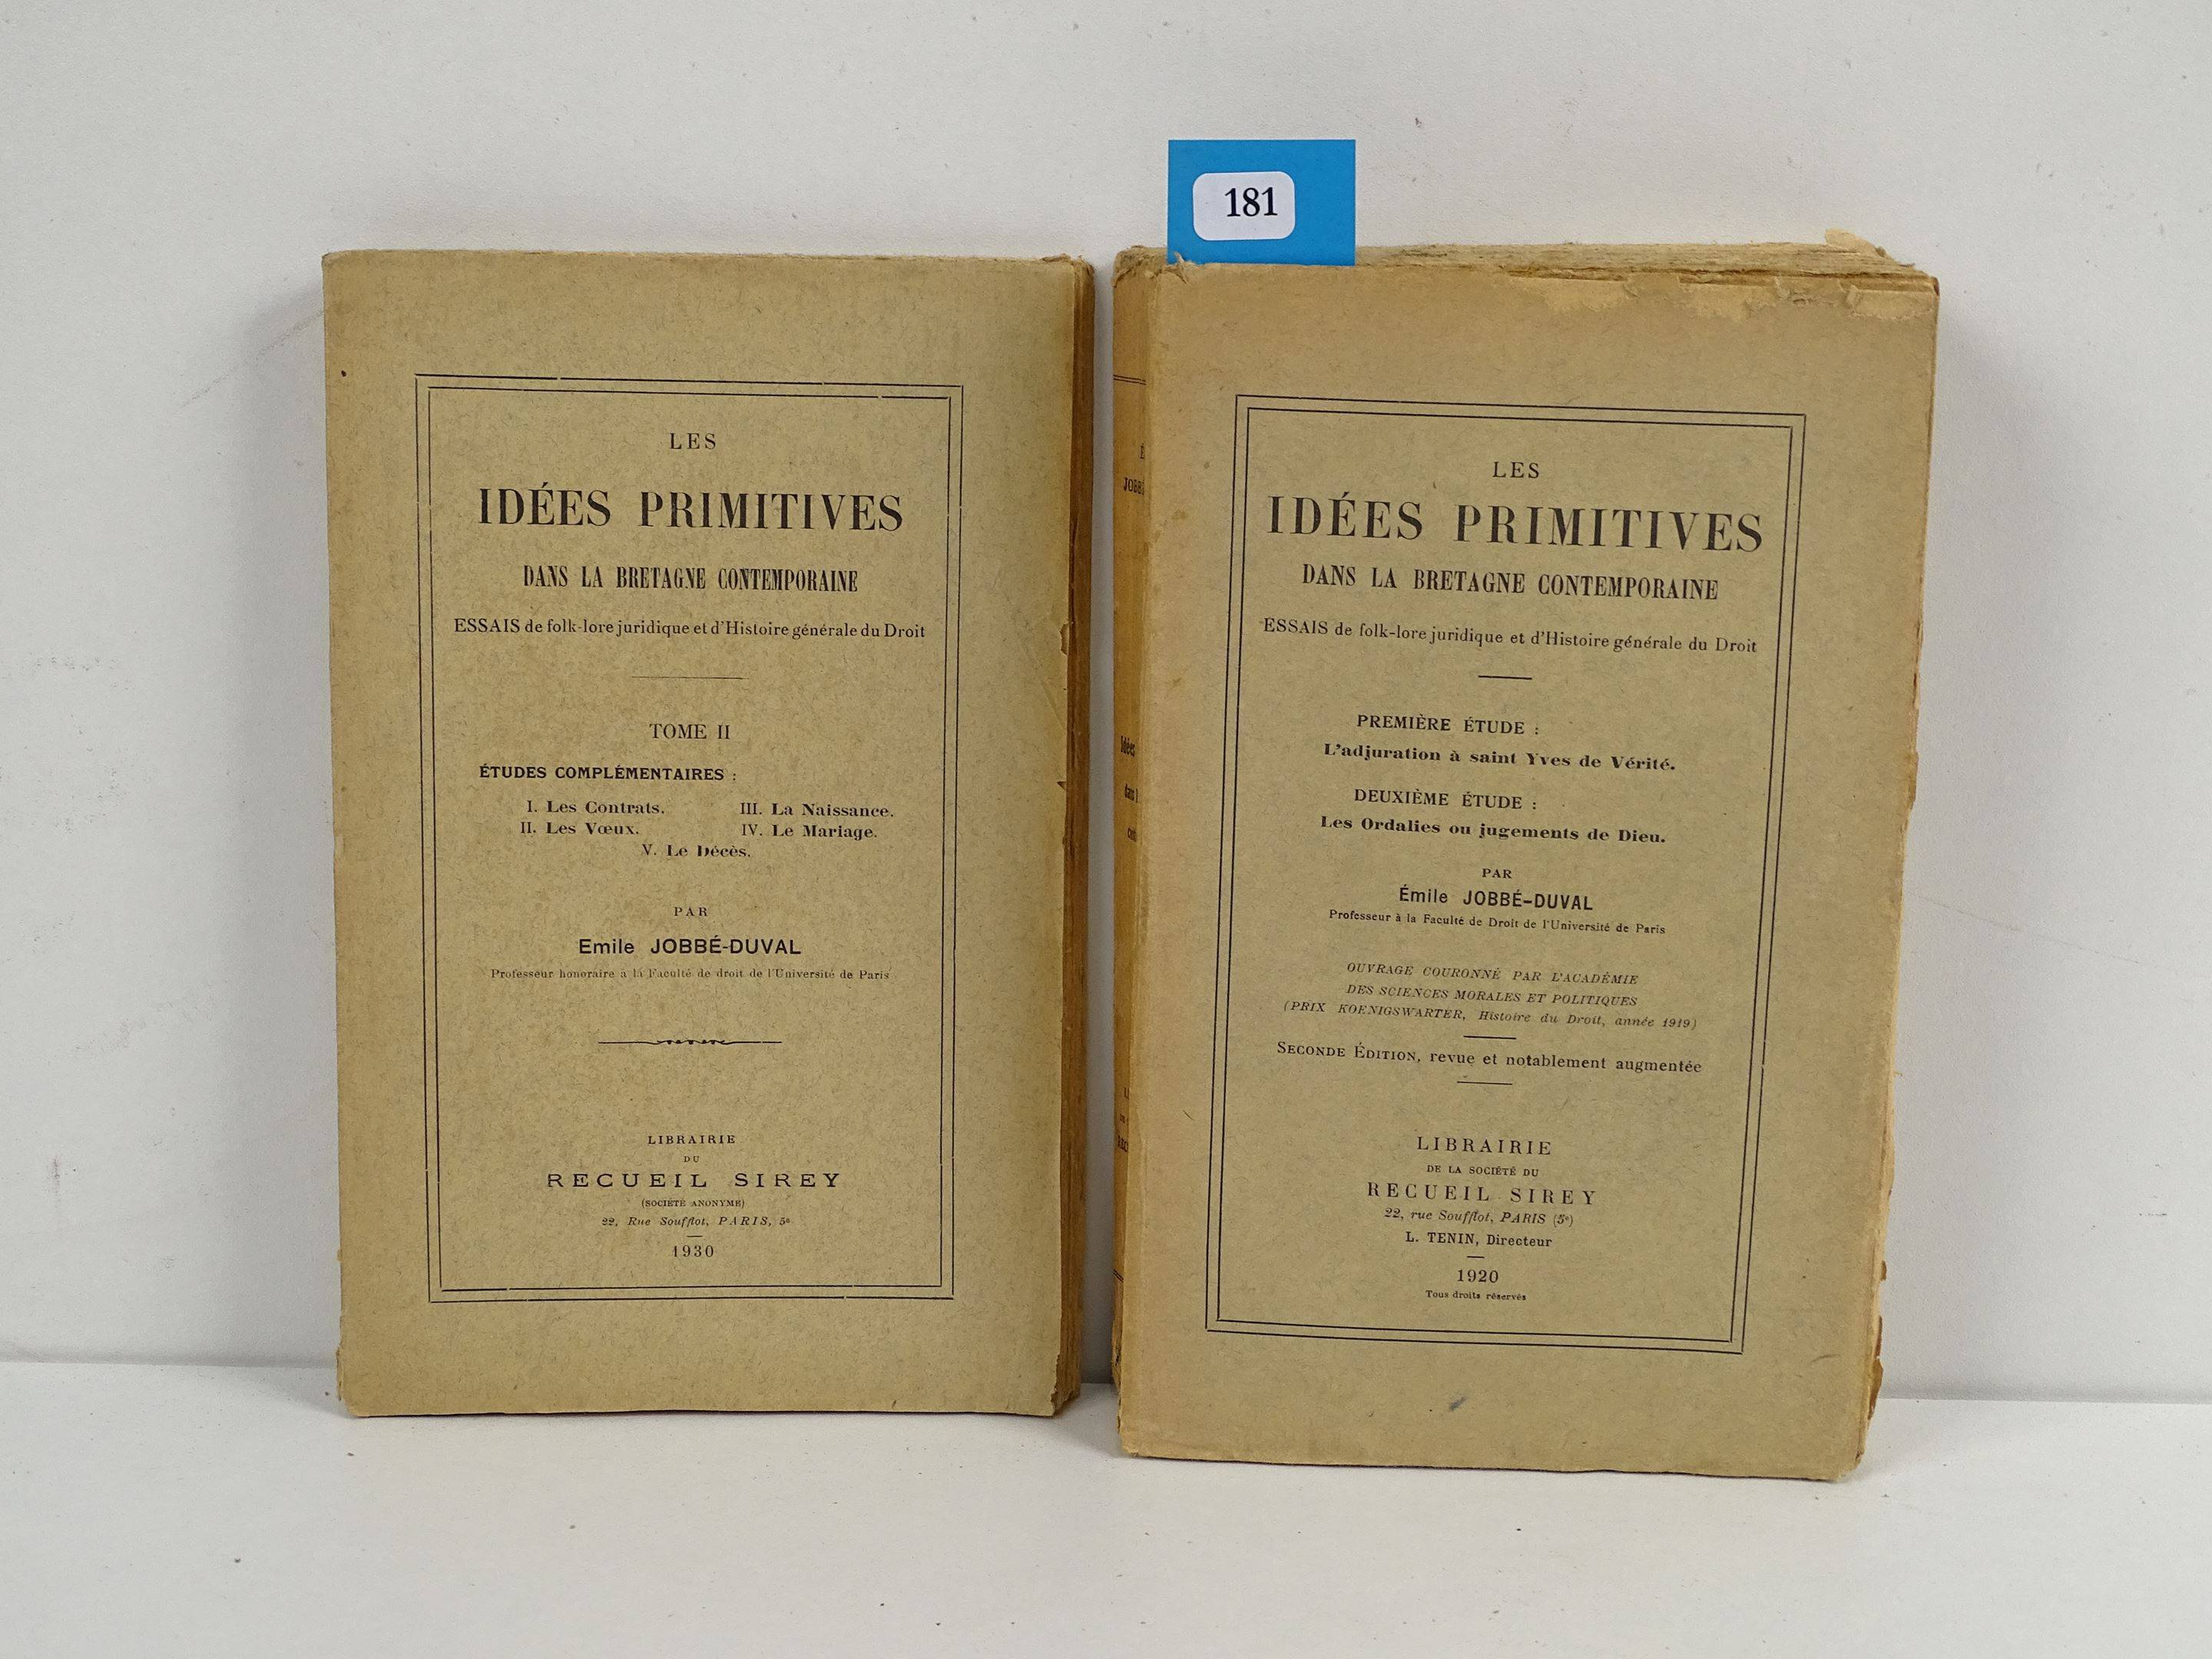 181
LES
IDÉES PRIMITIVES
DANS LA BRETAGNE CONTEMPORAINE
ESSAIS de folk-lore juridique et d'Histoire générale du Droit
TOME II
ÉTUDES COMPLÉMENTAIRES :
I. Les Contrats. III. La Naissance.
II. Les Vœux. IV. Le Mariage.
V. Le Décès.
PAR
Emile JOBBÉ-DUVAL
Professeur honoraire à la Faculté de droit de l'Université de Paris
LIBRAIRIE
DU
RECUEIL SIREY
(SOCIÉTÉ ANONYME)
22, Rue Soufflot, PARIS, 5e
1930
LES
IDÉES PRIMITIVES
DANS LA BRETAGNE CONTEMPORAINE
ESSAIS de folk-lore juridique et d'Histoire générale du Droit
PREMIÈRE ÉTUDE :
L'adjuration à saint Yves de Vérité.
DEUXIÈME ÉTUDE :
Les Ordalies ou jugements de Dieu.
PAR
Émile JOBBÉ-DUVAL
Professeur à la Faculté de Droit de l'Université de Paris
OUVRAGE COURONNÉ PAR L'ACADÉMIE
DES SCIENCES MORALES ET POLITIQUES
(PRIX KOENIGSWARTER, Histoire du Droit, année 1919)
SECONDE ÉDITION, revue et notablement augmentée
LIBRAIRIE
DE LA SOCIÉTÉ DU
RECUEIL SIREY
22, rue Soufflot, PARIS (5e)
L. TENIN, Directeur
1920
Tous droits réservés